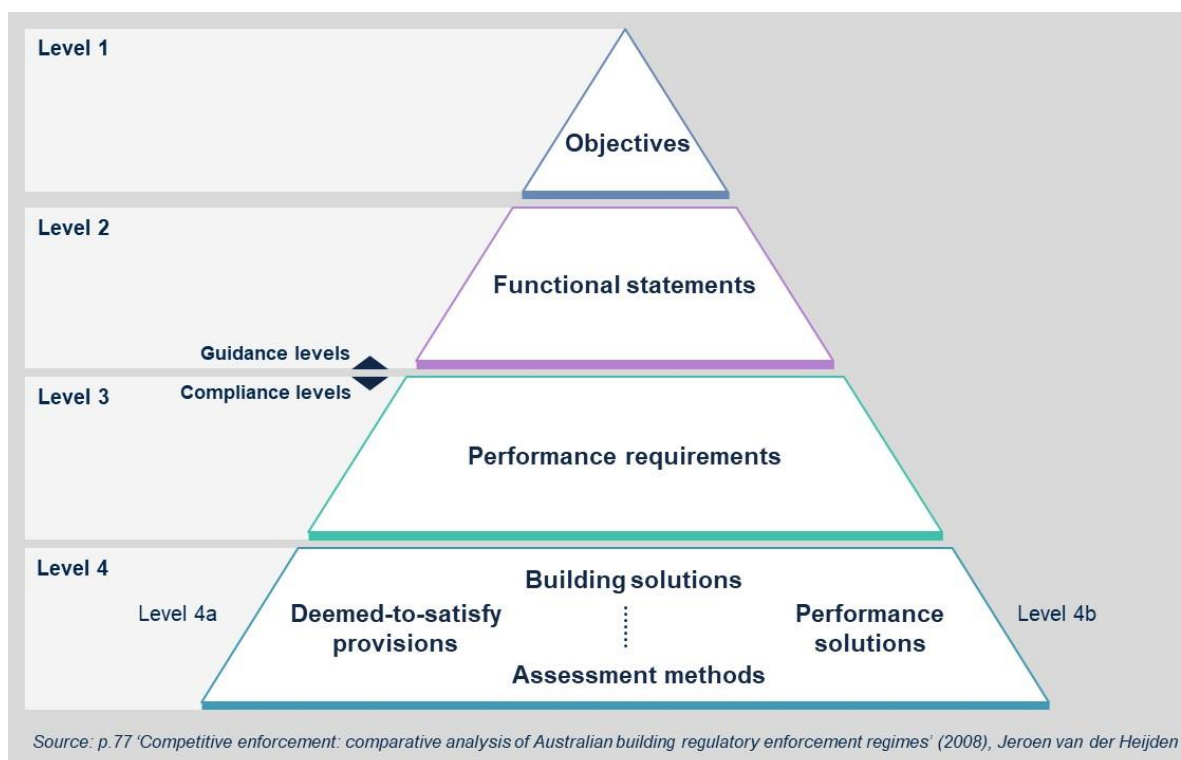 Level 1
Objectives
Level 2
Functional statements
Guidance levels
Compliance levels
Level 3
Performance requirements
Level 4
Building solutions
Level 4a
Deemed-to-satisfy
provisions
Performance
solutions
Level 4b
Assessment methods
Source: p.77 ‘Competitive enforcement: comparative analysis of Australian building regulatory enforcement regimes’ (2008), Jeroen van der Heijden